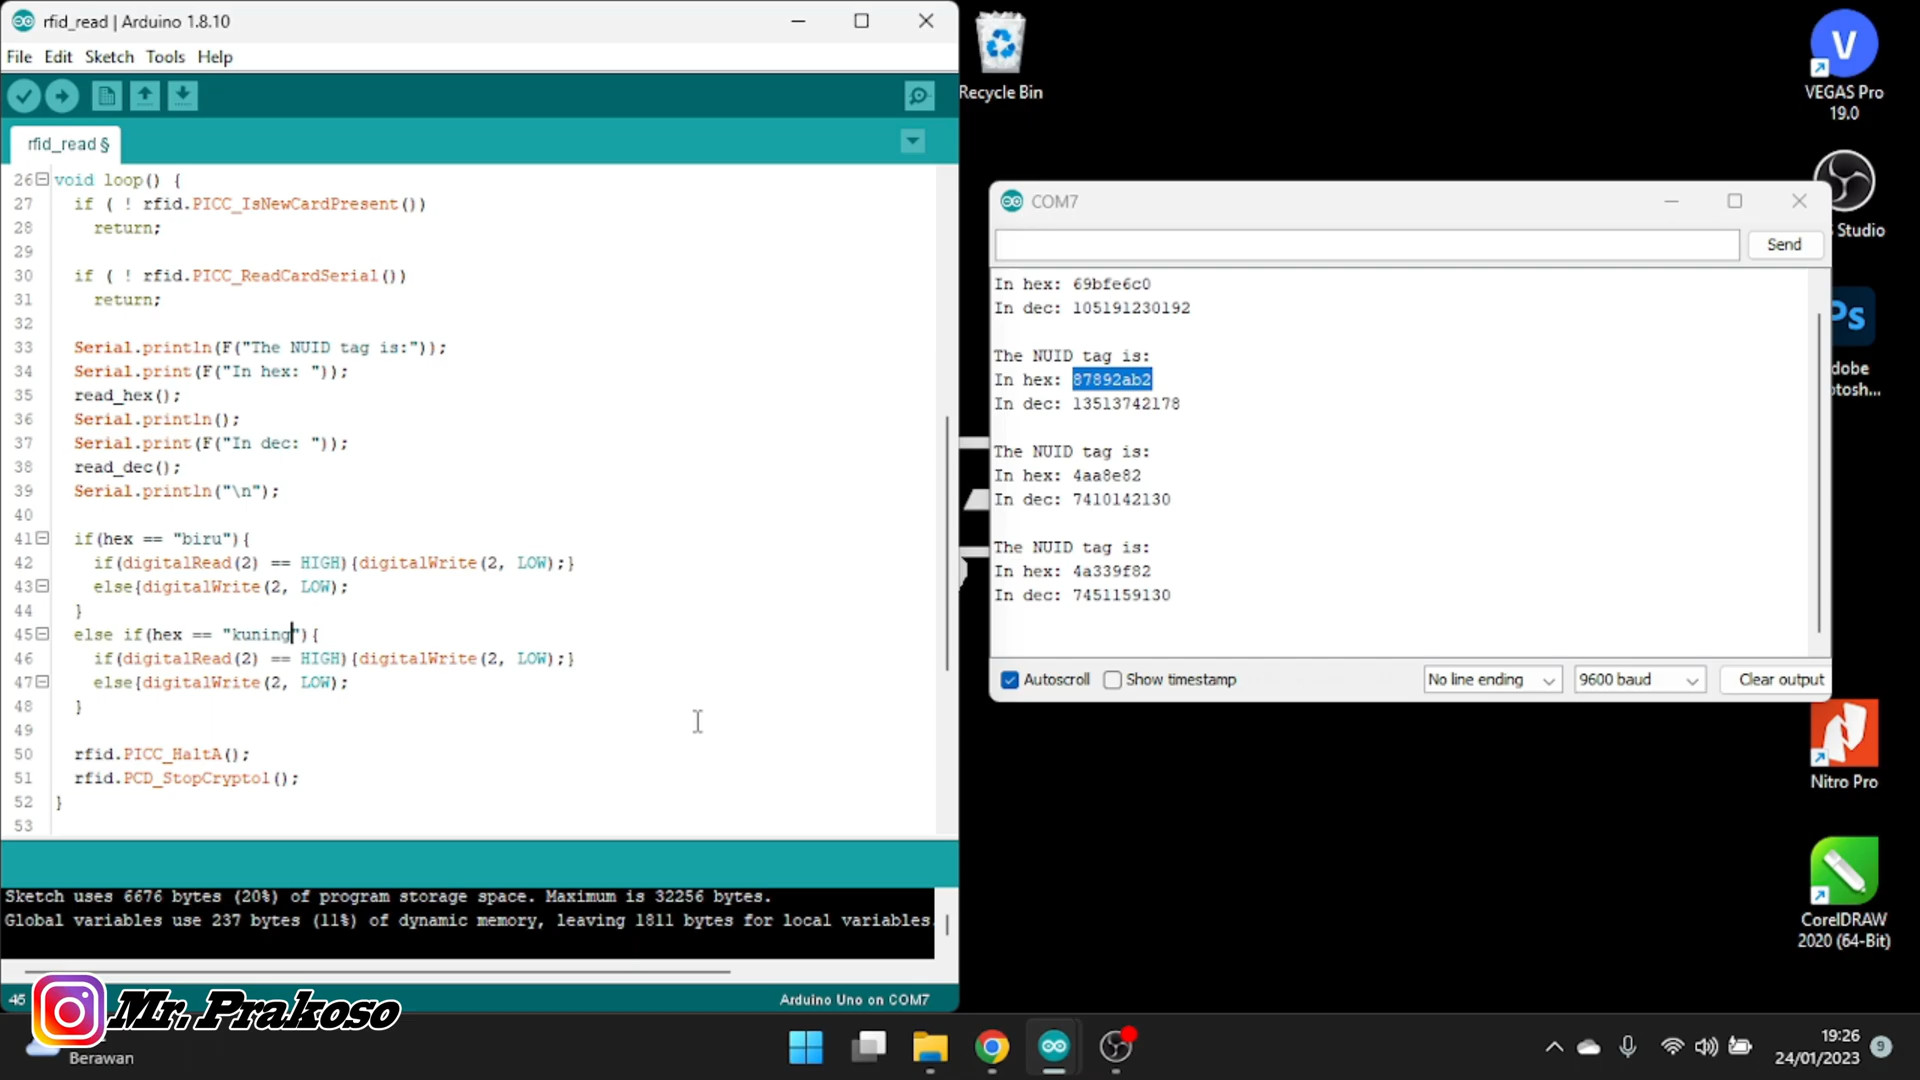 rfid_read | Arduino 1.8.10
File Edit Sketch Tools Help
rfid_read §
26 void loop() {
27 if ( ! rfid.PICC_IsNewCardPresent())
28 return;
29
30 if ( ! rfid.PICC_ReadCardSerial())
31 return;
32
33 Serial.println(F("The NUID tag is:"));
34 Serial.print(F("In hex: "));
35 read_hex();
36 Serial.println();
37 Serial.print(F("In dec: "));
38 read_dec();
39 Serial.println("\n");
40
41 if(hex == "biru"){
42 if(digitalRead(2) == HIGH){digitalWrite(2, LOW);}
43 else{digitalWrite(2, LOW);
44 }
45 else if(hex == "kuning"){
46 if(digitalRead(2) == HIGH){digitalWrite(2, LOW);}
47 else{digitalWrite(2, LOW);
48 }
49
50 rfid.PICC_HaltA();
51 rfid.PCD_StopCrypto1();
52 }
53
Sketch uses 6676 bytes (20%) of program storage space. Maximum is 32256 bytes.
Global variables use 237 bytes (11%) of dynamic memory, leaving 1811 bytes for local variables.
45
Arduino Uno on COM7
Mr. Prakoso
Berawan
Recycle Bin
COM7
Send
In hex: 69bfe6c0
In dec: 105191230192
The NUID tag is:
In hex: 87892ab2
In dec: 13513742178
The NUID tag is:
In hex: 4aa8e82
In dec: 7410142130
The NUID tag is:
In hex: 4a339f82
In dec: 7451159130
Autoscroll Show timestamp No line ending 9600 baud Clear output
V
VEGAS Pro
19.0
Studio
Ps
dobe
tosh...
Nitro Pro
CorelDRAW
2020 (64-Bit)
19:26
24/01/2023
9